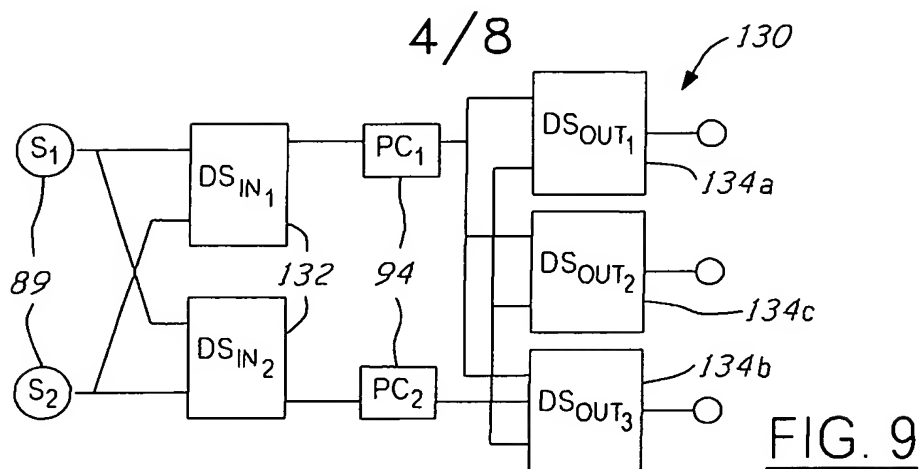 4/8
130
S1
DSIN1
PC1
DSOUT1
134a
89
132
94
DSOUT2
134c
S2
DSIN2
PC2
DSOUT3
134b
FIG. 9